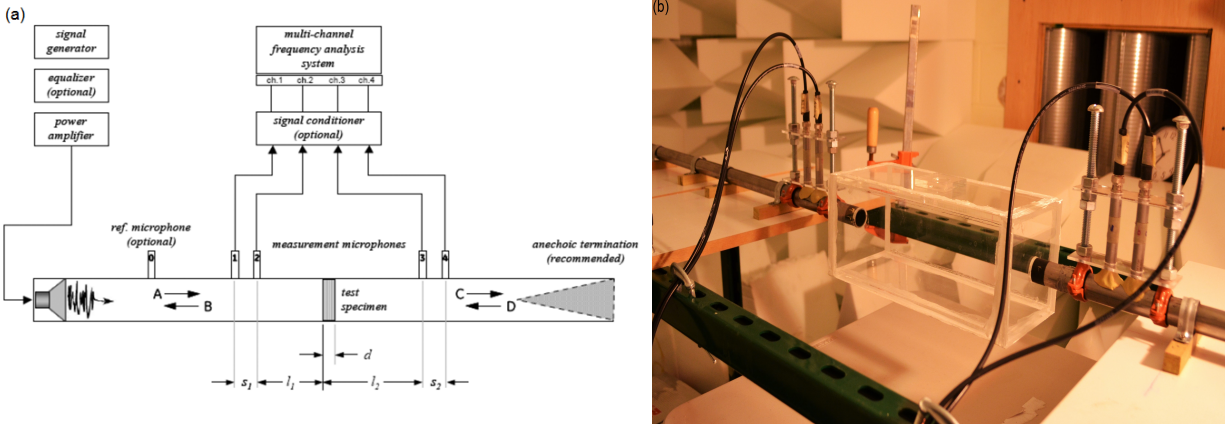 (a)
signal
generator
equalizer
(optional)
power
amplifier
multi-channel
frequency analysis
system
ch.1 ch.2 ch.3 ch.4
signal conditioner
(optional)
ref. microphone
(optional)
measurement microphones
anechoic termination
(recommended)
0 1 2 3 4
A
B
test
specimen
C
D
d
s1 l1 l2 s2
(b)